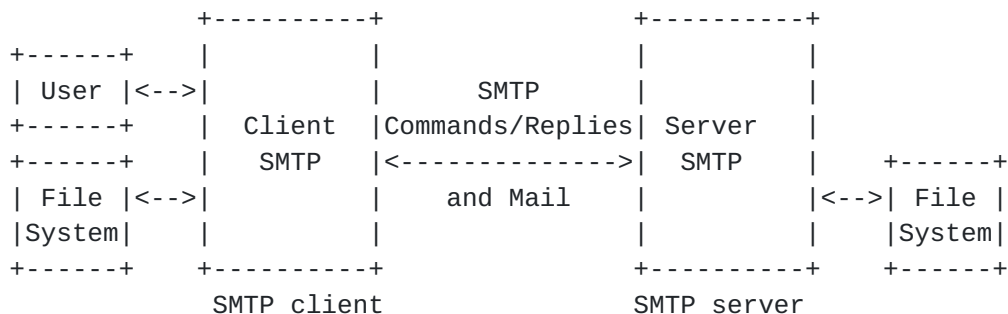 +----------+                +----------+
+------+    |          |                |          |
| User |<-->|          |      SMTP      |          |
+------+    |  Client  |Commands/Replies| Server   |
+------+    |   SMTP   |<-------------->|  SMTP    |    +------+
| File |<-->|          |    and Mail    |          |<-->| File |
|System|    |          |                |          |    |System|
+------+    +----------+                +----------+    +------+
             SMTP client                SMTP server